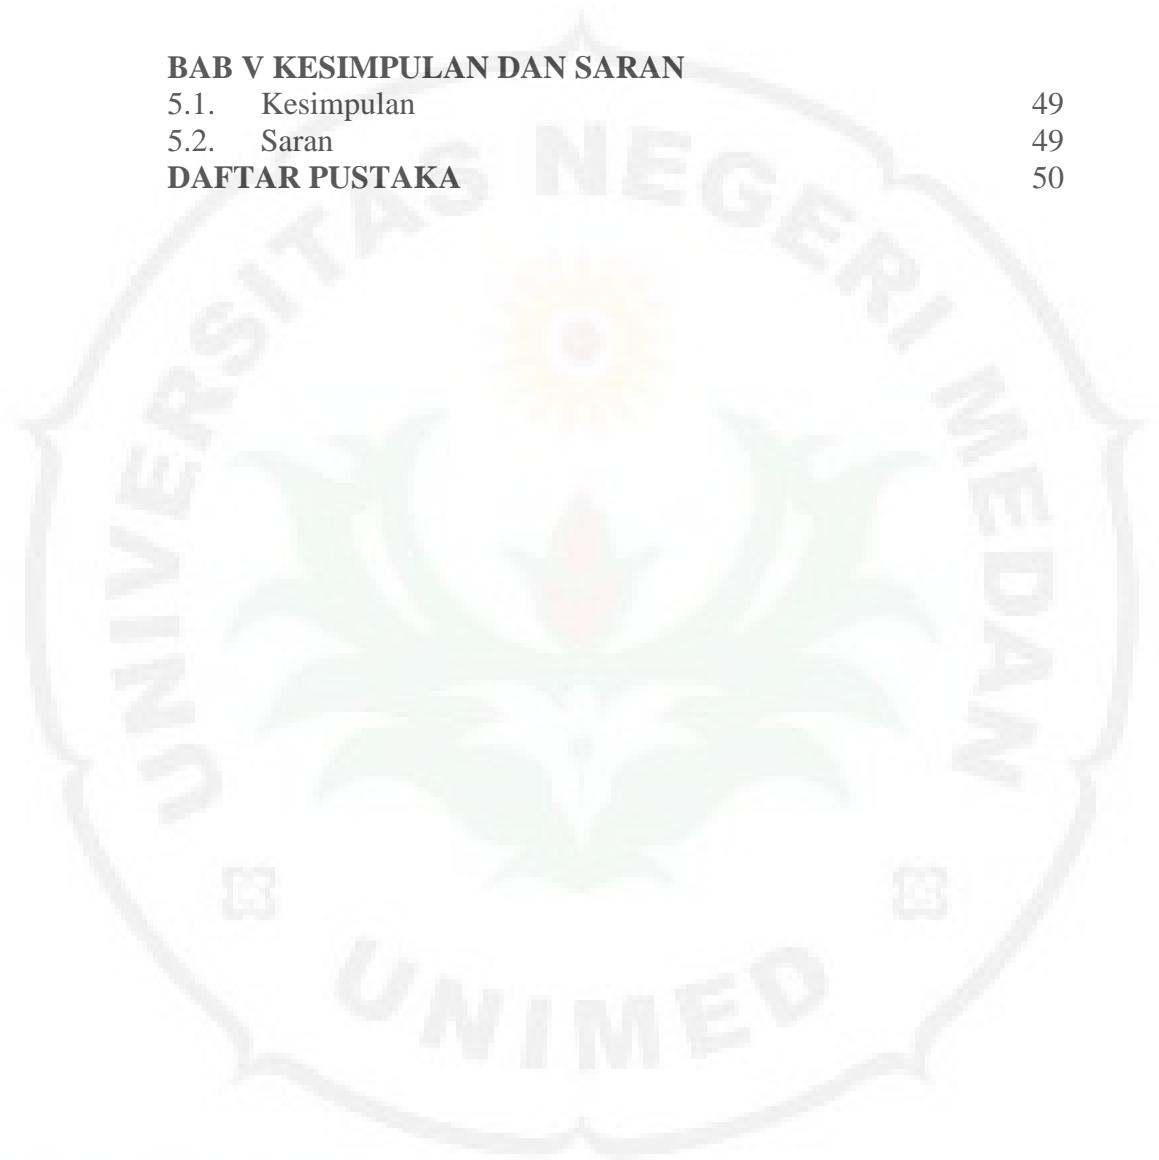 BAB V KESIMPULAN DAN SARAN
5.1. Kesimpulan 49
5.2. Saran 49
DAFTAR PUSTAKA 50
UNIVERSITAS NEGERI MEDAN
UNIMED